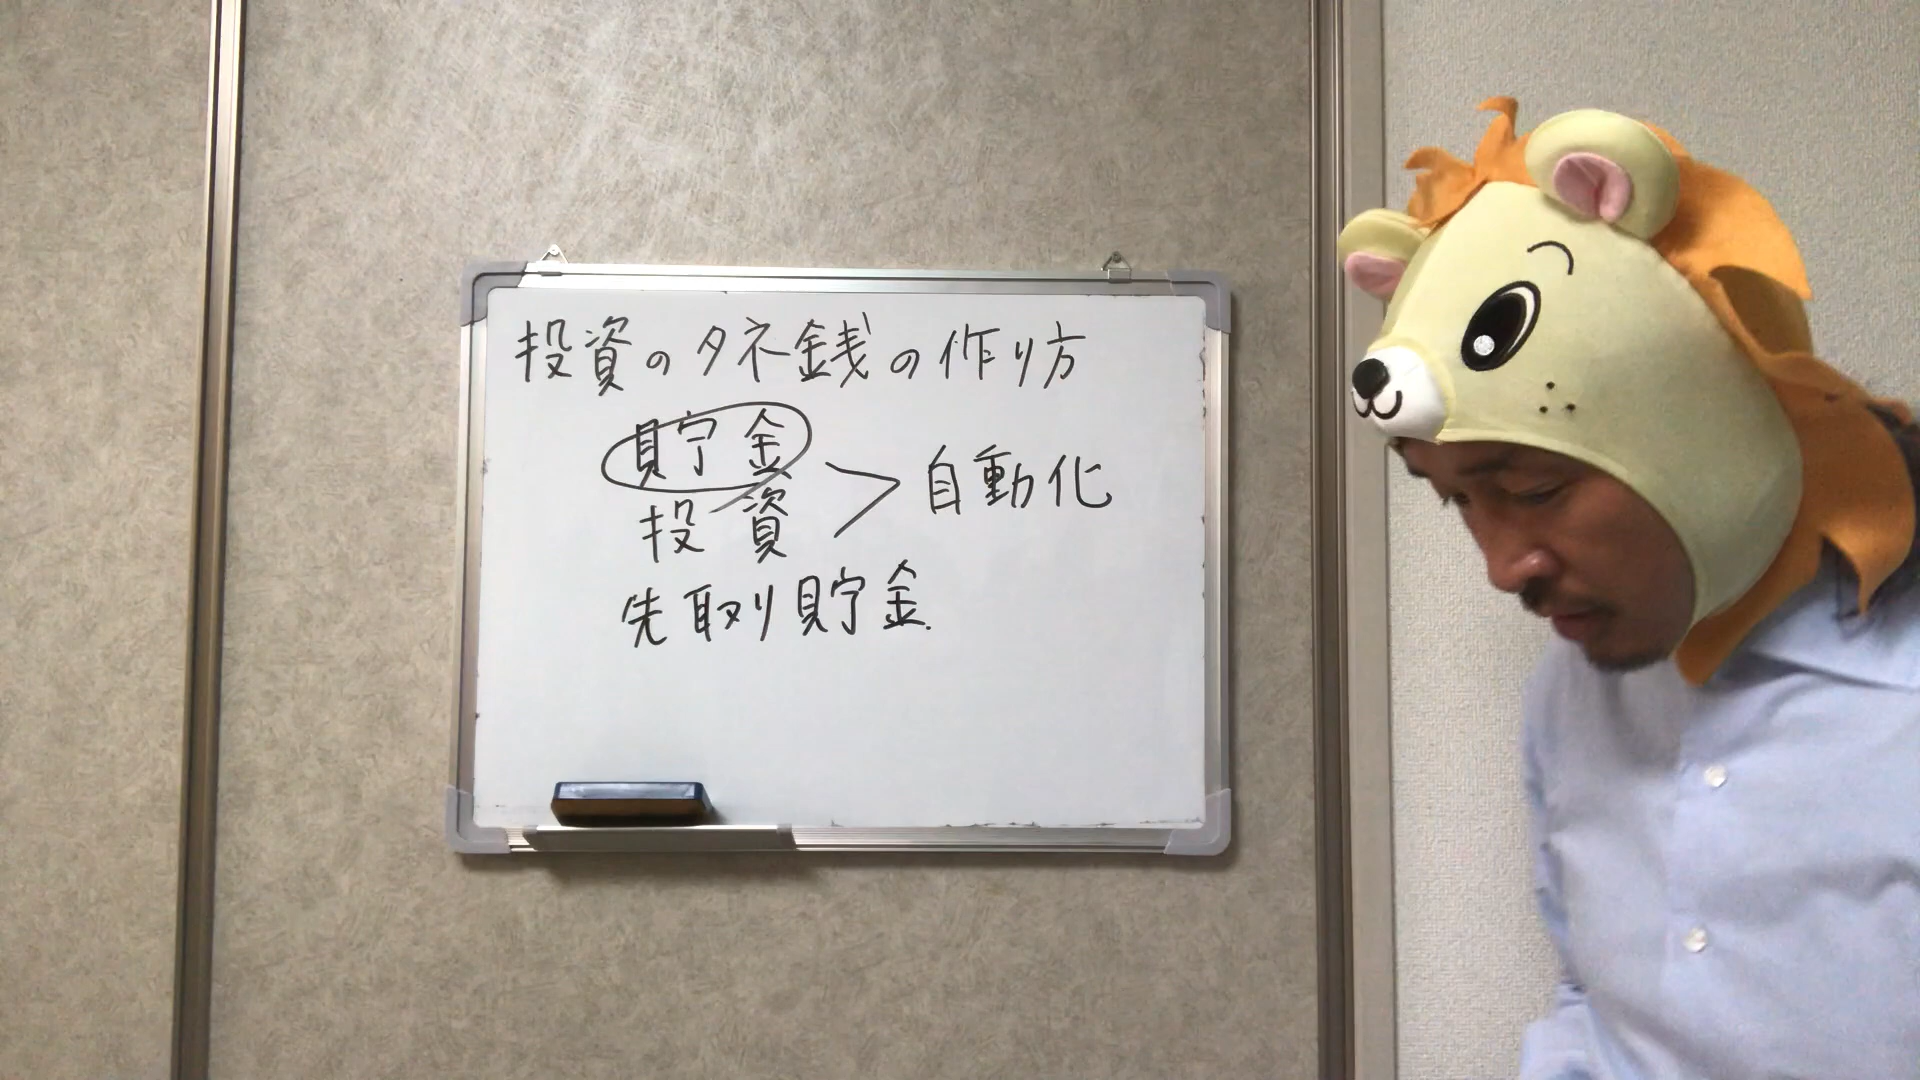 投資のタネ銭の作り方
貯金
投資
> 自動化
先取り貯金.